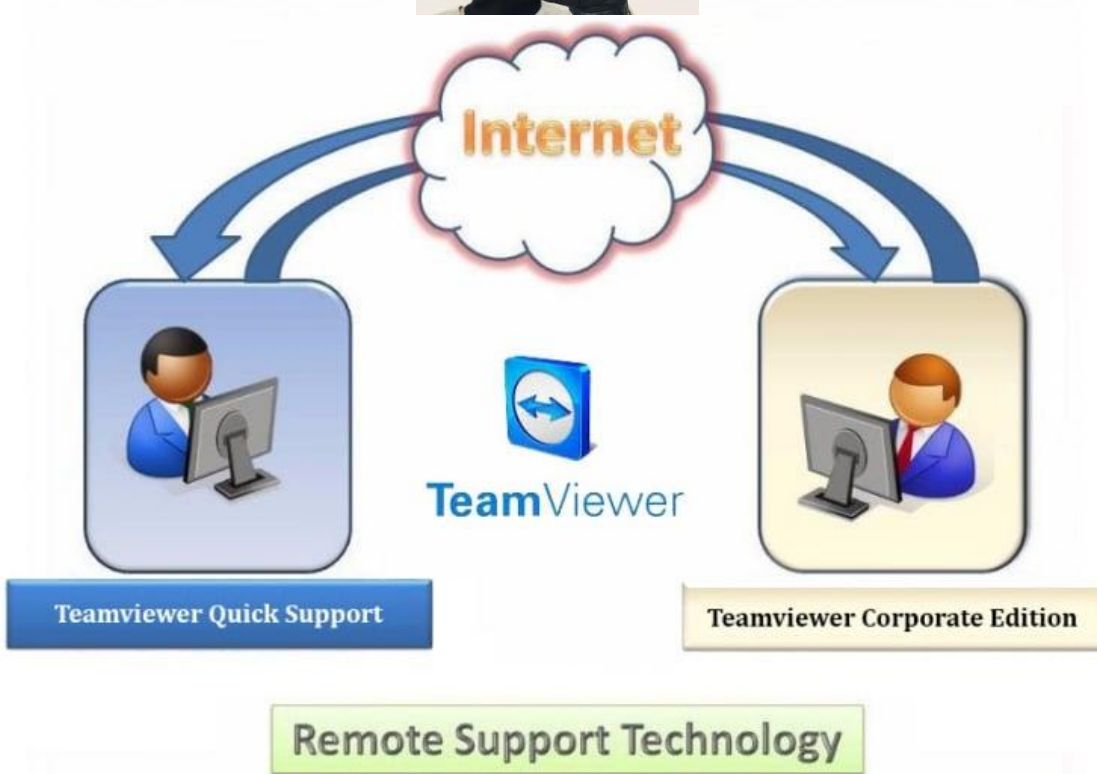 Internet
TeamViewer
Teamviewer Quick Support
Teamviewer Corporate Edition
Remote Support Technology